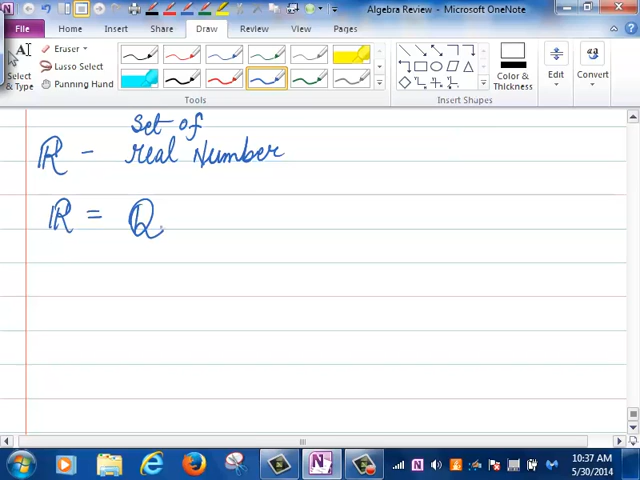 Algebra Review - Microsoft OneNote
File Home Insert Share Draw Review View Pages
Select & Type
Eraser
Lasso Select
Panning Hand
Color & Thickness
Edit
Convert
Tools
Insert Shapes
Set of
ℝ - real Number
ℝ = ℚ
10:37 AM
5/30/2014